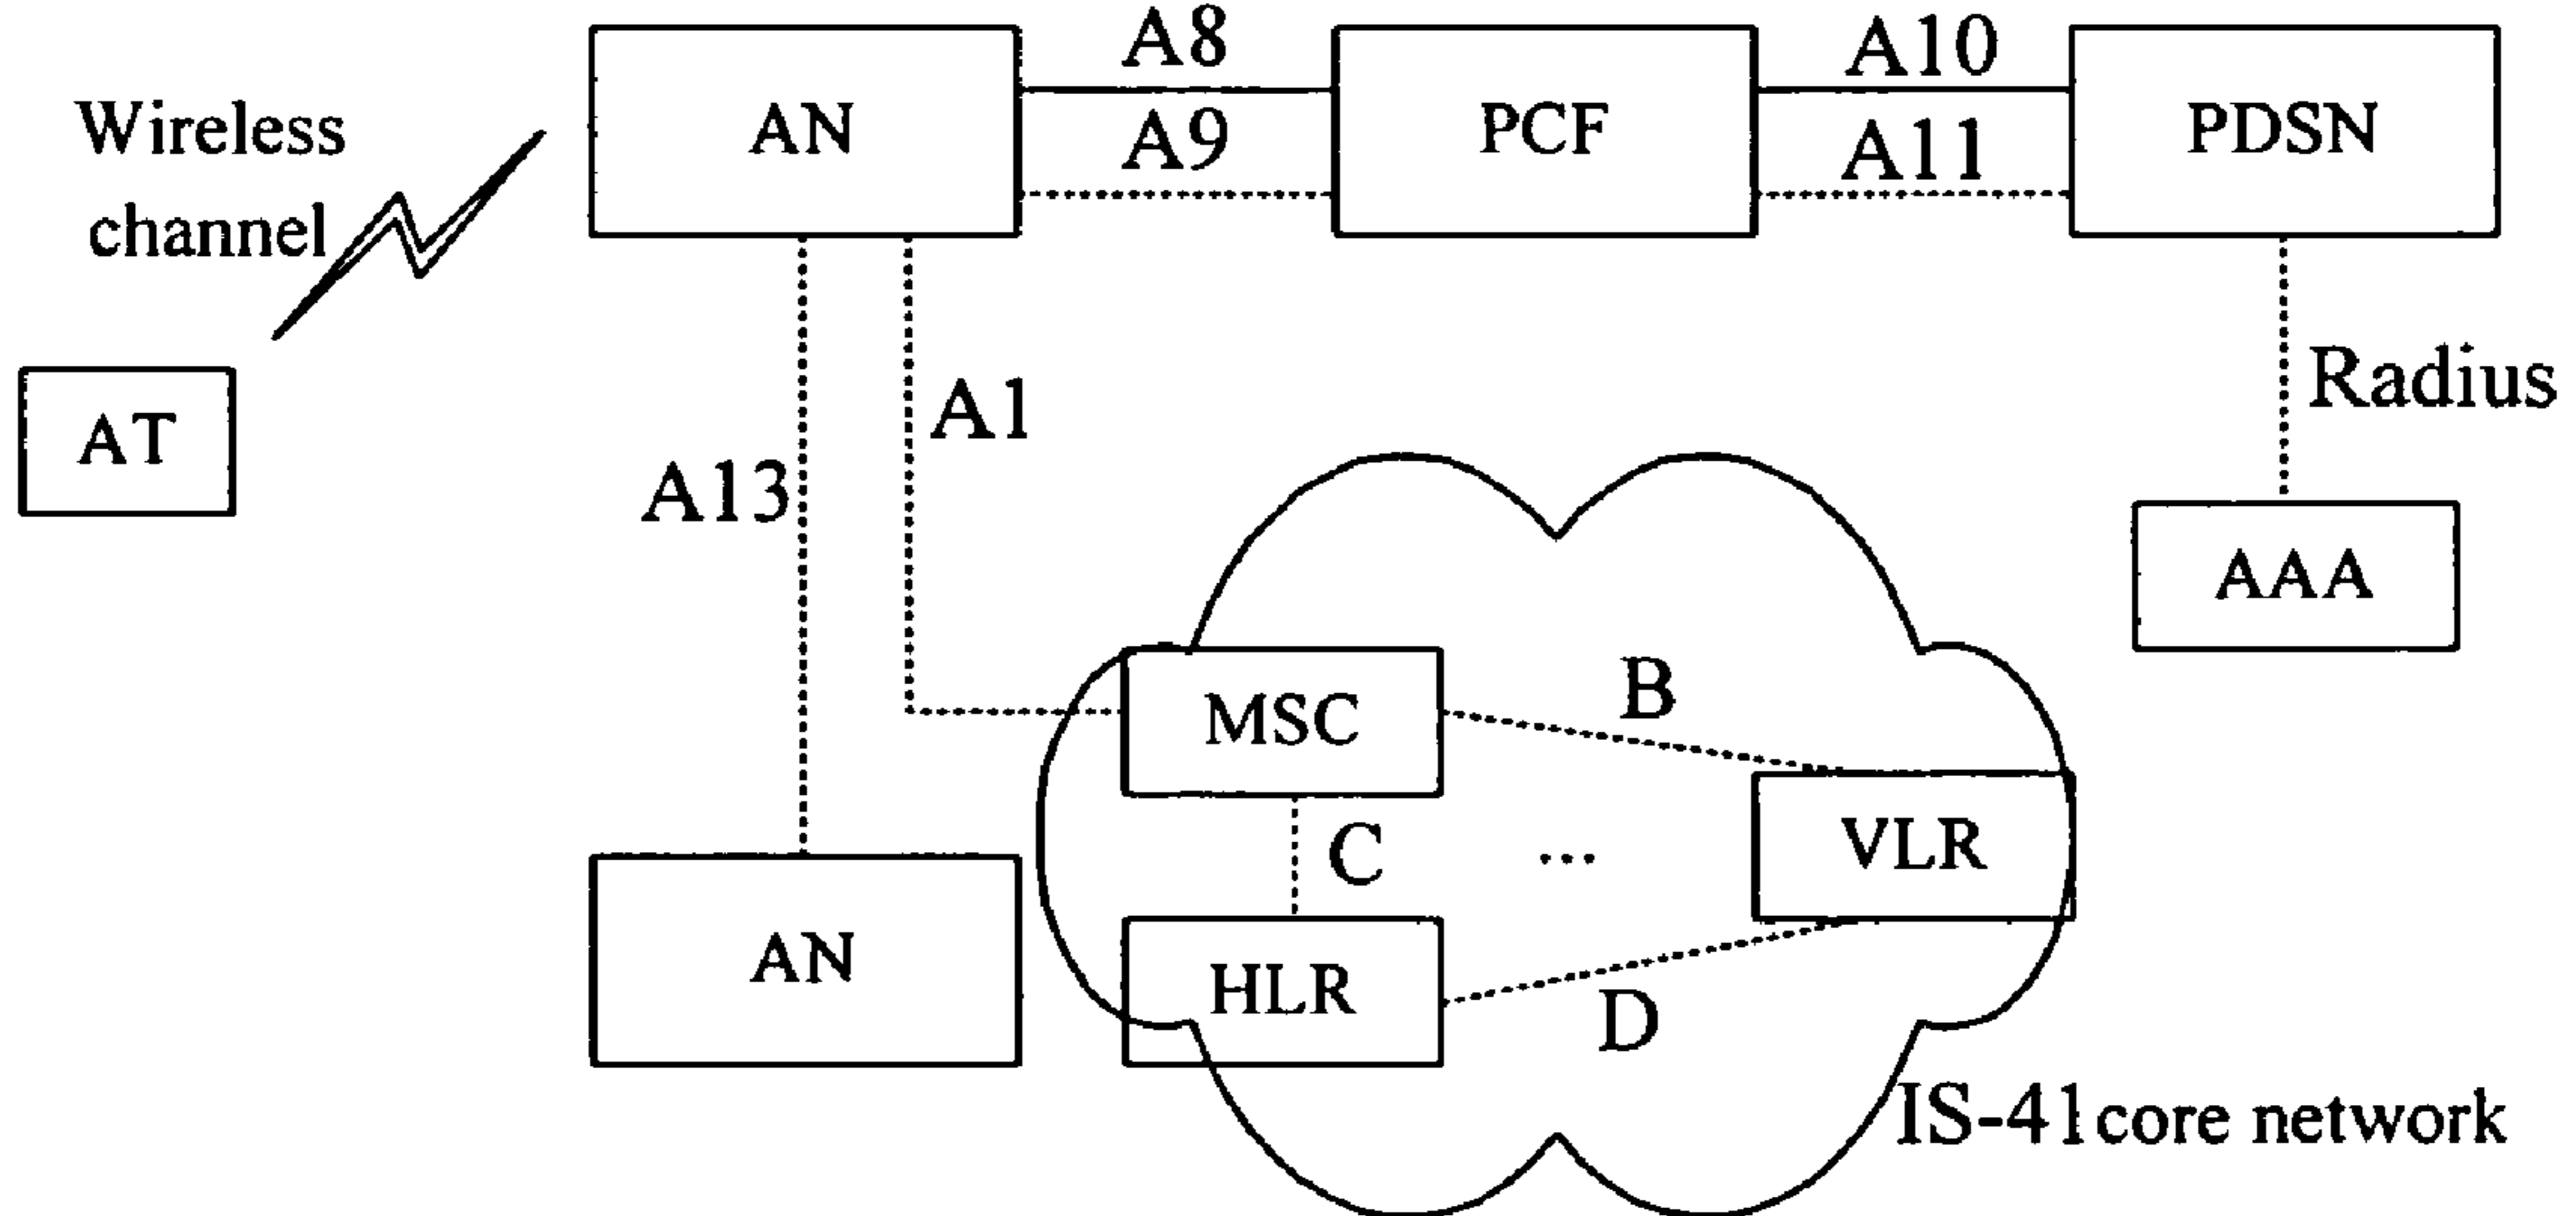 A8
A10
Wireless
channel
AN
PCF
PDSN
A9
A11
AT
A1
A13
Radius
AAA
MSC
B
C
...
VLR
AN
HLR
D
IS-41core network